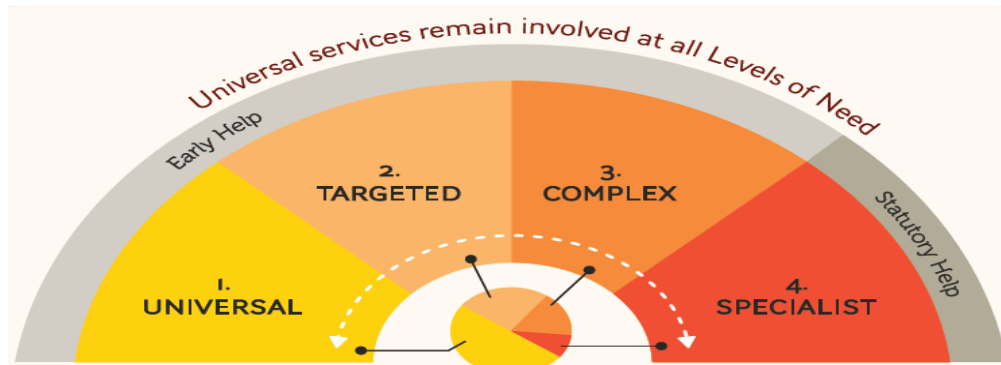 Universal services remain involved at all Levels of Need
Early Help
2.
TARGETED
3.
COMPLEX
Statutory Help
1.
UNIVERSAL
4.
SPECIALIST